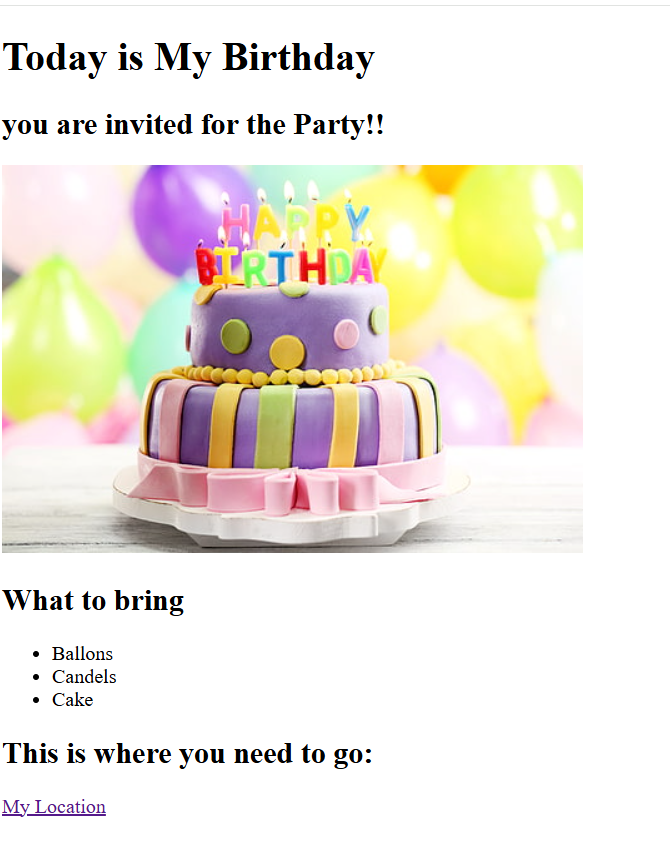 Today is My Birthday
you are invited for the Party!!
HAPPY
BIRTHDAY
What to bring
Ballons
Candels
Cake
This is where you need to go:
My Location